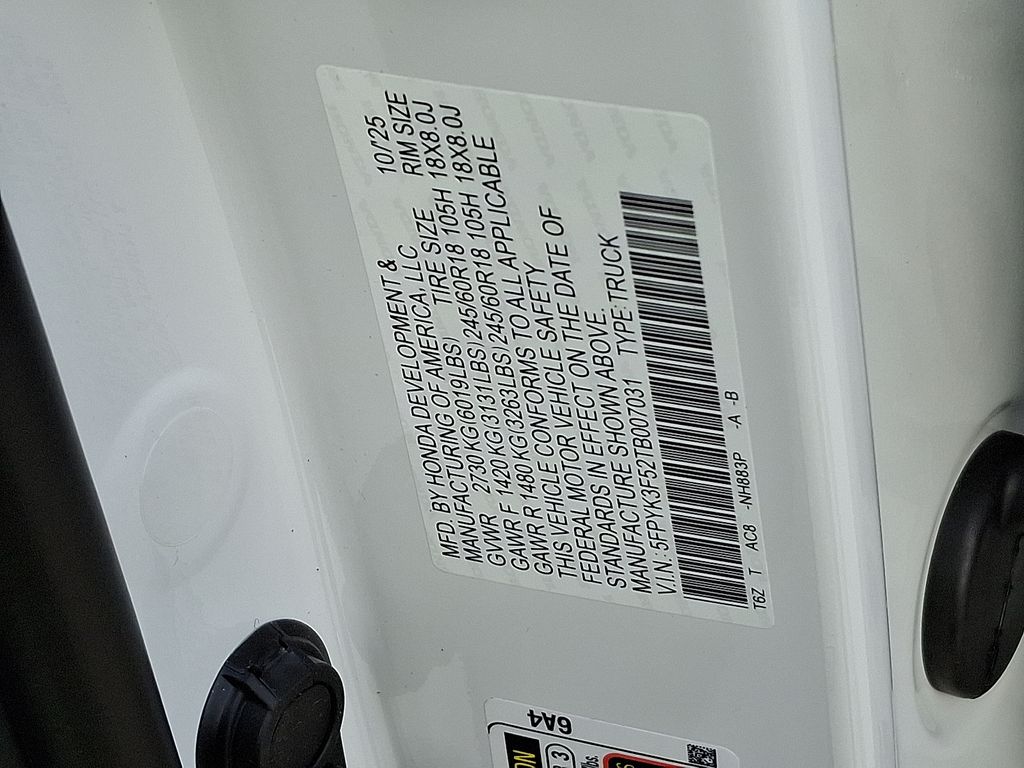 MFD. BY HONDA DEVELOPMENT & 10/25
MANUFACTURING OF AMERICA, LLC
GVWR 2730 KG(6019LBS) TIRE SIZE RIM SIZE
GAWR F 1420 KG(3131LBS)245/60R18 105H 18X8.0J
GAWR R 1480 KG(3263LBS)245/60R18 105H 18X8.0J
THIS VEHICLE CONFORMS TO ALL APPLICABLE
FEDERAL MOTOR VEHICLE SAFETY
STANDARDS IN EFFECT ON THE DATE OF
MANUFACTURE SHOWN ABOVE.
V.I.N: 5FPYK3F52TB007031 TYPE:TRUCK
T6Z T AC8 -NH883P -A -B
6A4
3